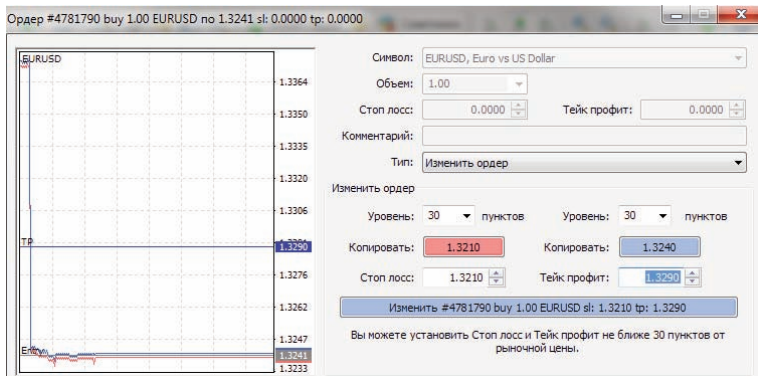 Ордер #4781790 buy 1.00 EURUSD по 1.3241 sl: 0.0000 tp: 0.0000
EURUSD
1.3364
1.3350
1.3335
1.3320
1.3306
TP
1.3290
1.3276
1.3262
1.3247
1.3241
1.3233
Символ: EURUSD, Euro vs US Dollar
Объем: 1.00
Стоп лосс: 0.0000 Тейк профит: 0.0000
Комментарий:
Тип: Изменить ордер
Изменить ордер
Уровень: 30 пунктов Уровень: 30 пунктов
Копировать: 1.3210 Копировать: 1.3240
Стоп лосс: 1.3210 Тейк профит: 1.3290
Изменить #4781790 buy 1.00 EURUSD sl: 1.3210 tp: 1.3290
Вы можете установить Стоп лосс и Тейк профит не ближе 30 пунктов от
рыночной цены.